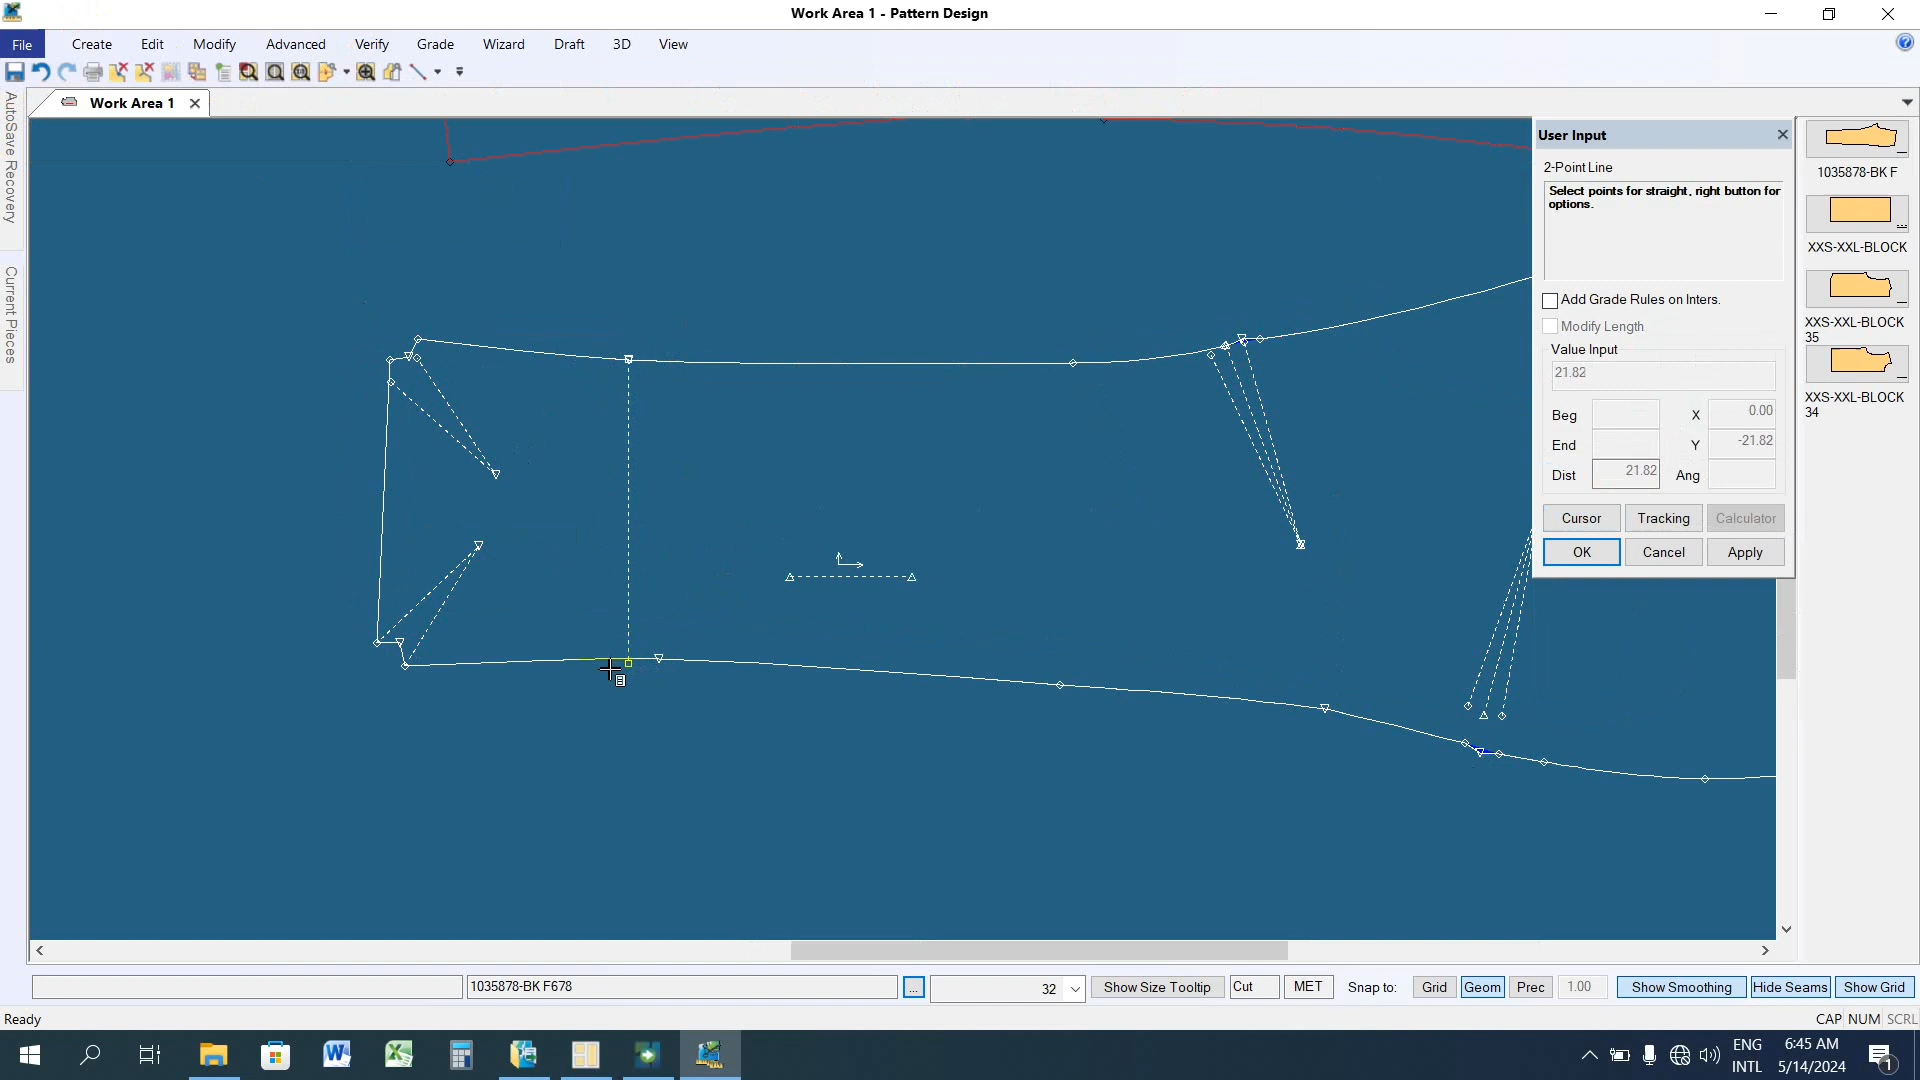 Work Area 1 - Pattern Design
File Create Edit Modify Advanced Verify Grade Wizard Draft 3D View
Work Area 1
AutoSave Recovery
Current Pieces
User Input
2-Point Line
Select points for straight, right button for
options.
Add Grade Rules on Inters.
Modify Length
Value Input
21.82
Beg X 0.00
End Y -21.82
Dist 21.82 Ang
Cursor Tracking Calculator
OK Cancel Apply
1035878-BK F
XXS-XXL-BLOCK
XXS-XXL-BLOCK
35
XXS-XXL-BLOCK
34
1035878-BK F678 ... 32 Show Size Tooltip Cut MET Snap to: Grid Geom Prec 1.00 Show Smoothing Hide Seams Show Grid
Ready CAP NUM SCRL
ENG 6:45 AM
INTL 5/14/2024 1